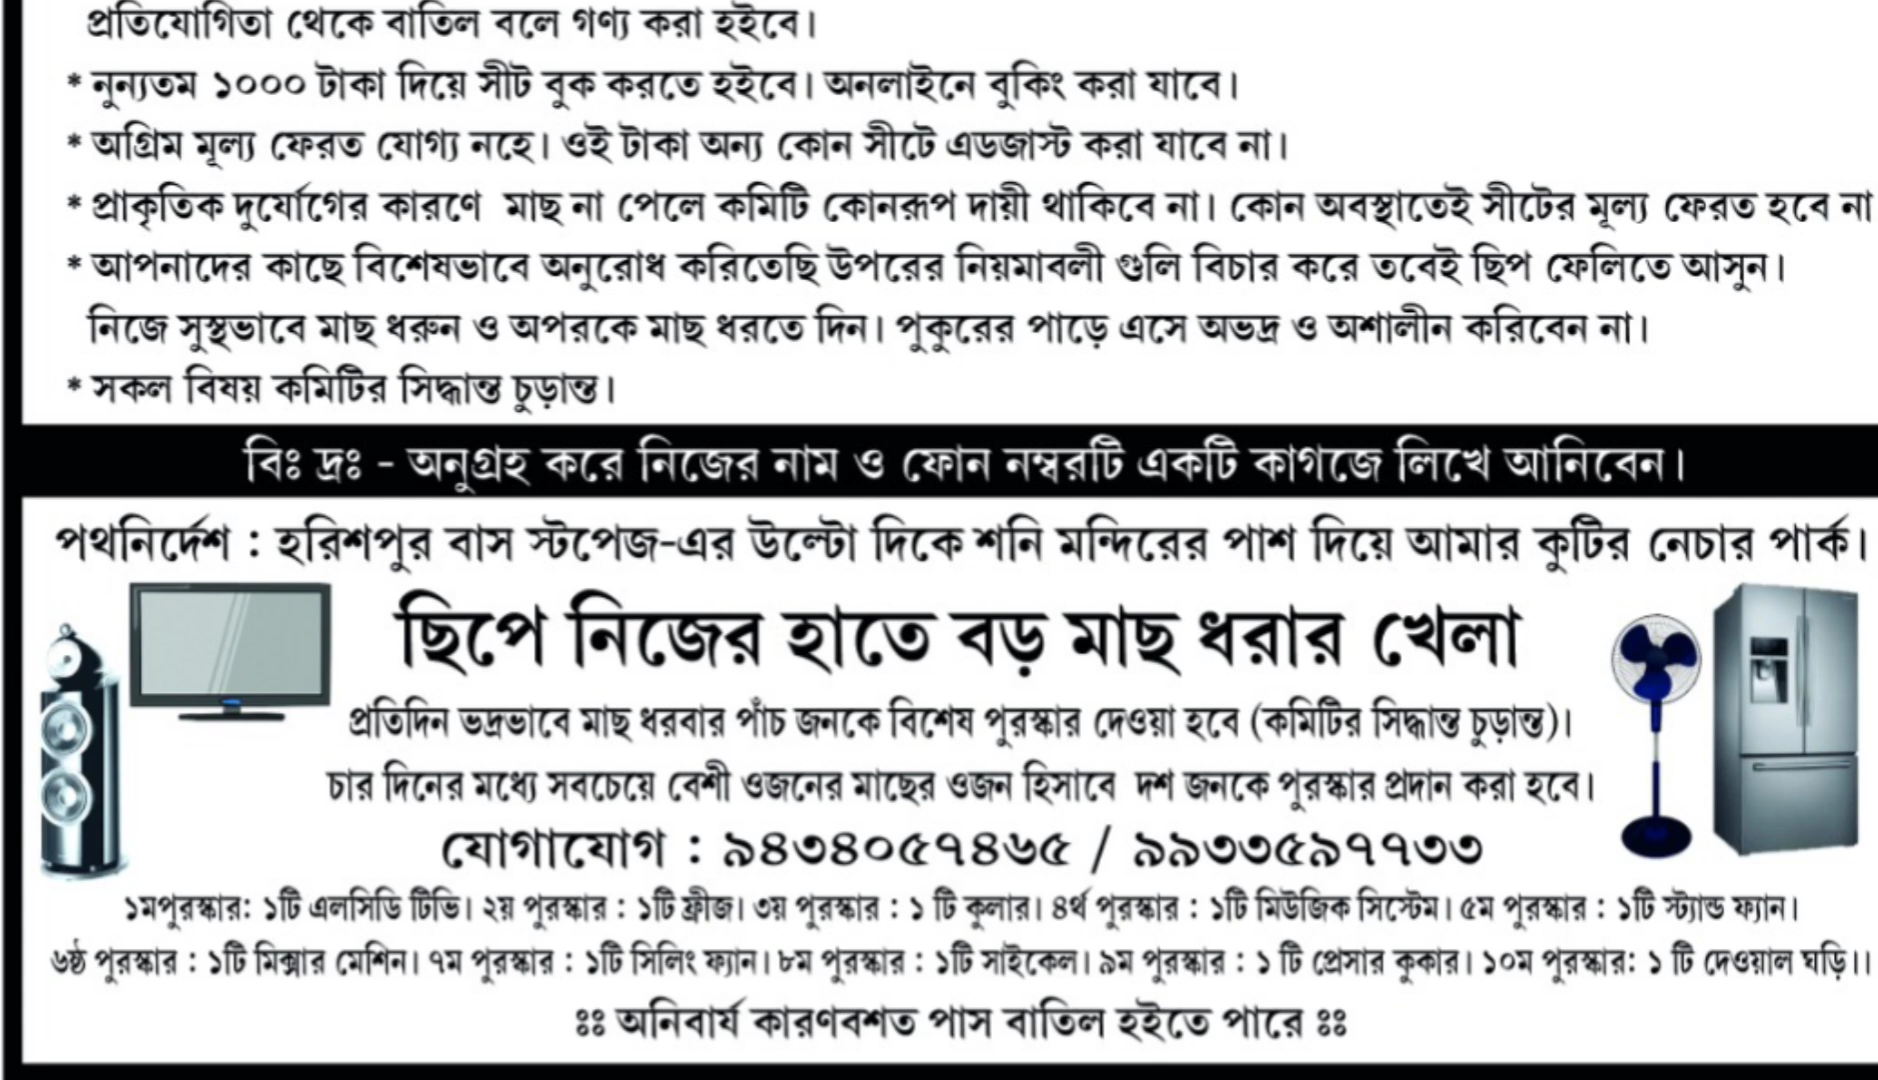 প্রতিযোগিতা থেকে বাতিল বলে গণ্য করা হইবে।
* নুন্যতম ১০০০ টাকা দিয়ে সীট বুক করতে হইবে। অনলাইনে বুকিং করা যাবে।
* অগ্রিম মূল্য ফেরত যোগ্য নহে। ওই টাকা অন্য কোন সীটে এডজাস্ট করা যাবে না।
* প্রাকৃতিক দুর্যোগের কারণে মাছ না পেলে কমিটি কোনরূপ দায়ী থাকিবে না। কোন অবস্থাতেই সীটের মূল্য ফেরত হবে না
* আপনাদের কাছে বিশেষভাবে অনুরোধ করিতেছি উপরের নিয়মাবলী গুলি বিচার করে তবেই ছিপ ফেলিতে আসুন।
নিজে সুস্থভাবে মাছ ধরুন ও অপরকে মাছ ধরতে দিন। পুকুরের পাড়ে এসে অভদ্র ও অশালীন করিবেন না।
* সকল বিষয় কমিটির সিদ্ধান্ত চুড়ান্ত।
বিঃ দ্রঃ - অনুগ্রহ করে নিজের নাম ও ফোন নম্বরটি একটি কাগজে লিখে আনিবেন।
পথনির্দেশ : হরিশপুর বাস স্টপেজ-এর উল্টো দিকে শনি মন্দিরের পাশ দিয়ে আমার কুটির নেচার পার্ক।
ছিপে নিজের হাতে বড় মাছ ধরার খেলা
প্রতিদিন ভদ্রভাবে মাছ ধরবার পাঁচ জনকে বিশেষ পুরস্কার দেওয়া হবে (কমিটির সিদ্ধান্ত চুড়ান্ত)।
চার দিনের মধ্যে সবচেয়ে বেশী ওজনের মাছের ওজন হিসাবে দশ জনকে পুরস্কার প্রদান করা হবে।
যোগাযোগ : ৯৪৩৪০৫৭৪৬৫ / ৯৯৩৩৫৯৭৭৩৩
১মপুরস্কার: ১টি এলসিডি টিভি। ২য় পুরস্কার : ১টি ফ্রীজ। ৩য় পুরস্কার : ১ টি কুলার। ৪র্থ পুরস্কার : ১টি মিউজিক সিস্টেম। ৫ম পুরস্কার : ১টি স্ট্যান্ড ফ্যান।
৬ষ্ঠ পুরস্কার : ১টি মিক্সার মেশিন। ৭ম পুরস্কার : ১টি সিলিং ফ্যান। ৮ম পুরস্কার : ১টি সাইকেল। ৯ম পুরস্কার : ১ টি প্রেসার কুকার। ১০ম পুরস্কার: ১ টি দেওয়াল ঘড়ি।।
ঃঃ অনিবার্য কারণবশত পাস বাতিল হইতে পারে ঃঃ